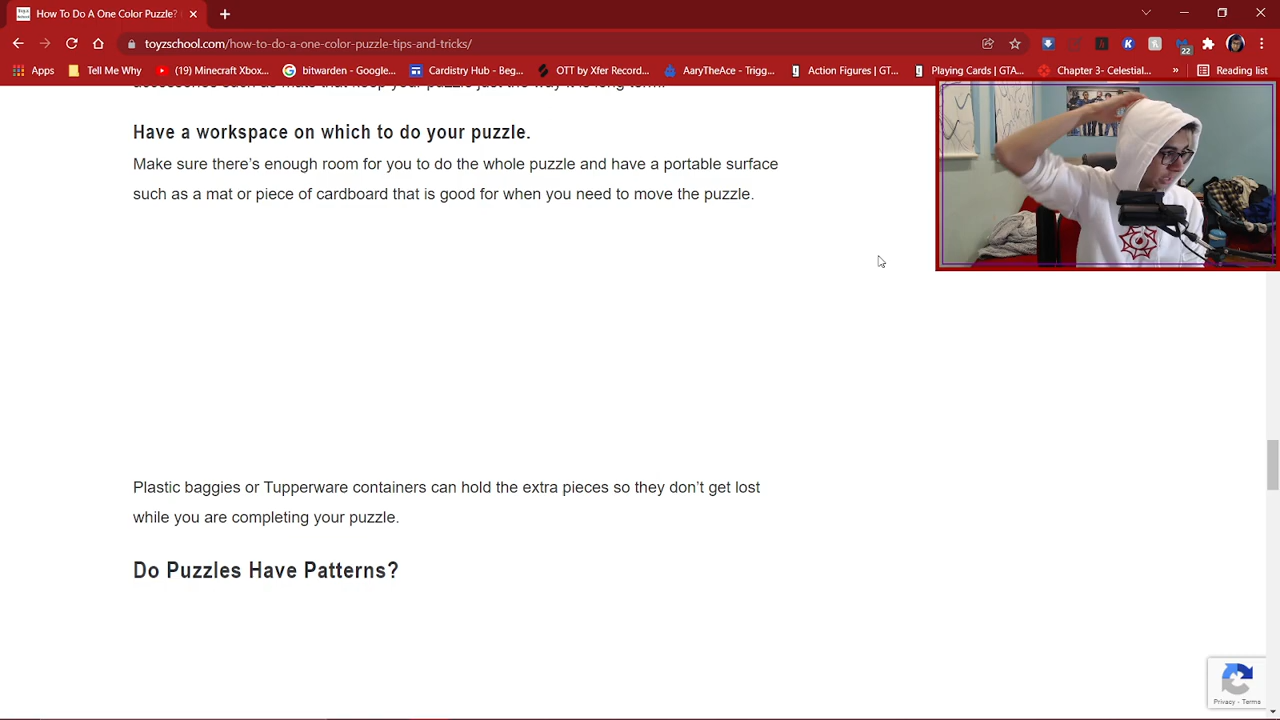 How To Do A One Color Puzzle?
toyzschool.com/how-to-do-a-one-color-puzzle-tips-and-tricks/
22
Apps
Tell Me Why
(19) Minecraft Xbox...
bitwarden - Google...
Cardistry Hub - Beg...
OTT by Xfer Record...
AaryTheAce - Trigg...
Action Figures | GT...
Playing Cards | GTA...
Chapter 3- Celestial...
»
Reading list
Have a workspace on which to do your puzzle.
Make sure there's enough room for you to do the whole puzzle and have a portable surface
such as a mat or piece of cardboard that is good for when you need to move the puzzle.
Plastic baggies or Tupperware containers can hold the extra pieces so they don't get lost
while you are completing your puzzle.
Do Puzzles Have Patterns?
Privacy - Terms